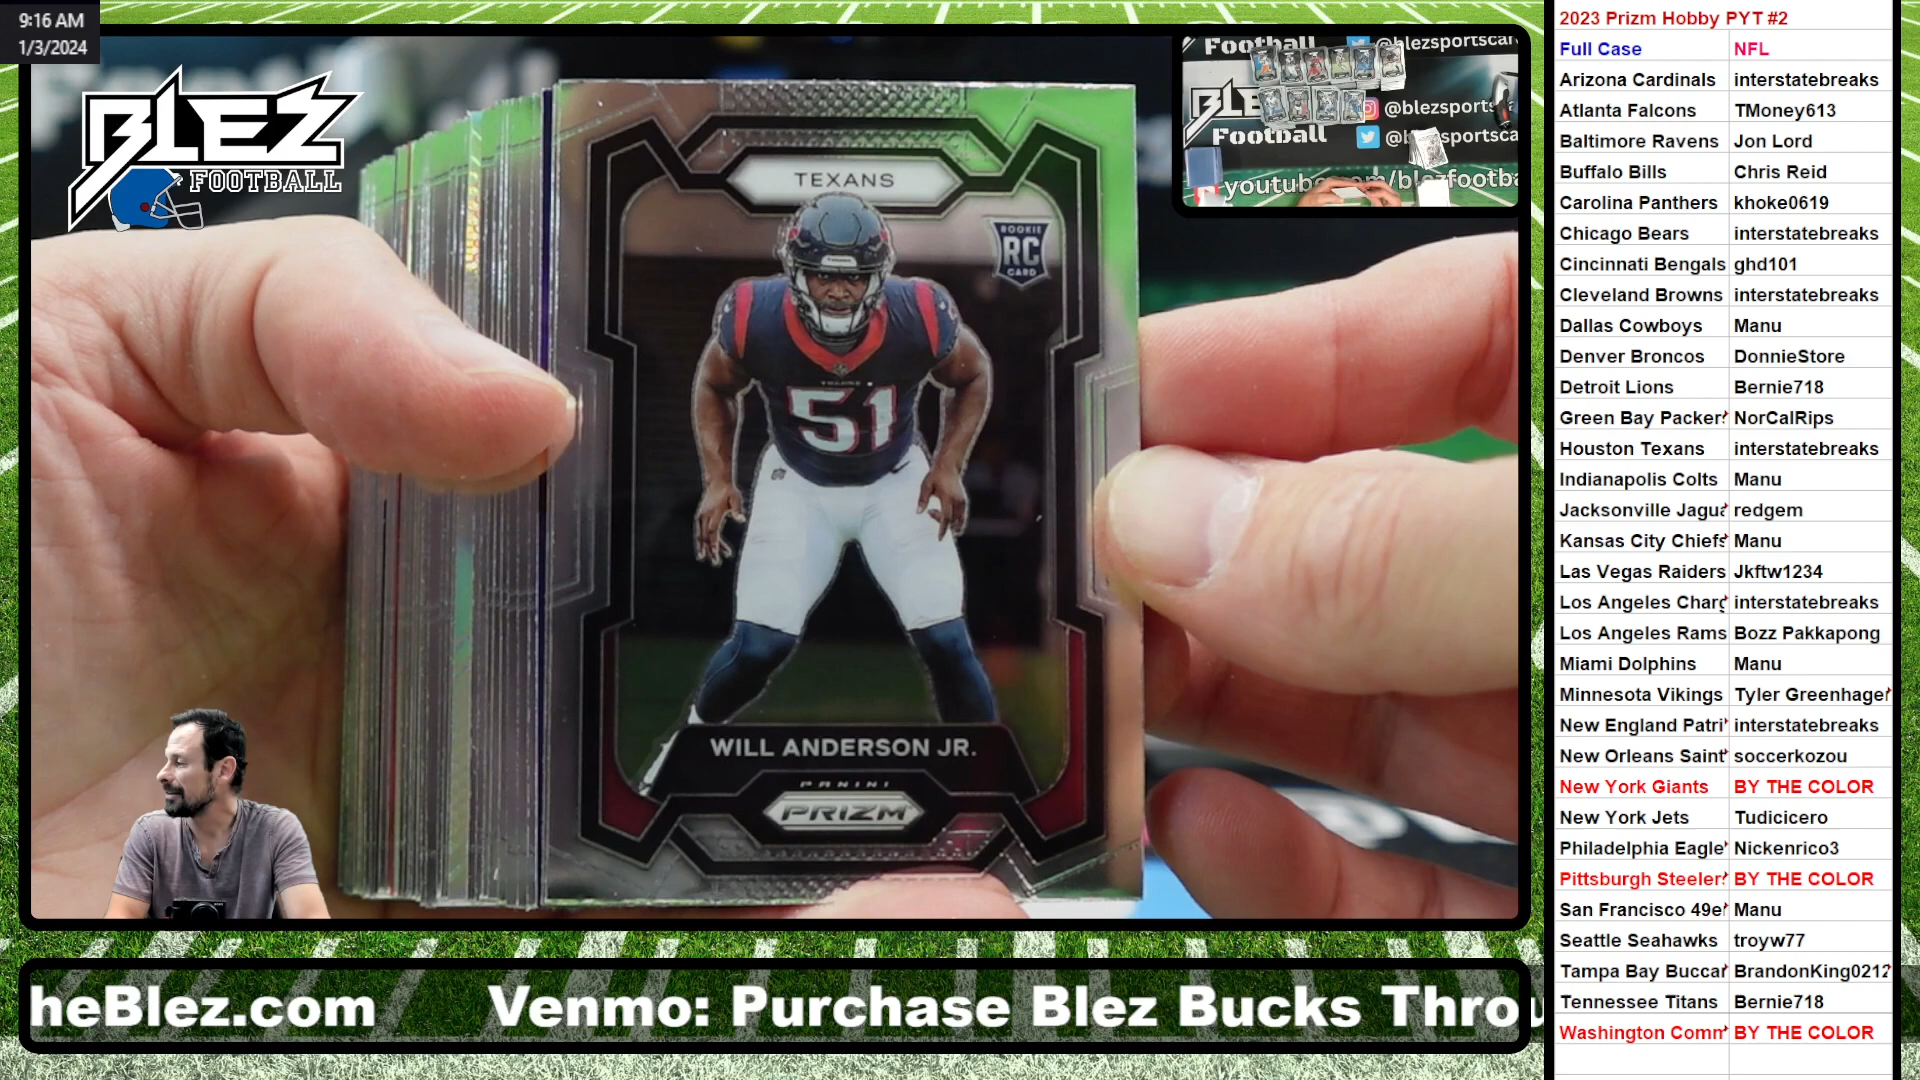 9:16 AM
1/3/2024
BLEZ
FOOTBALL
TEXANS
ROOKIE
RC
CARD
TEXANS
51
WILL ANDERSON JR.
PANINI
PRIZM
Football @blezsportscar
BLE @blezsports
Football @blezsportsca
youtube.com/blezfootba
heBlez.com Venmo: Purchase Blez Bucks Throu
2023 Prizm Hobby PYT #2
Full Case NFL
Arizona Cardinals interstatebreaks
Atlanta Falcons TMoney613
Baltimore Ravens Jon Lord
Buffalo Bills Chris Reid
Carolina Panthers khoke0619
Chicago Bears interstatebreaks
Cincinnati Bengals ghd101
Cleveland Browns interstatebreaks
Dallas Cowboys Manu
Denver Broncos DonnieStore
Detroit Lions Bernie718
Green Bay Packer NorCalRips
Houston Texans interstatebreaks
Indianapolis Colts Manu
Jacksonville Jagua redgem
Kansas City Chiefs Manu
Las Vegas Raiders Jkftw1234
Los Angeles Charg interstatebreaks
Los Angeles Rams Bozz Pakkapong
Miami Dolphins Manu
Minnesota Vikings Tyler Greenhage
New England Patri interstatebreaks
New Orleans Saint soccerkozou
New York Giants BY THE COLOR
New York Jets Tudicicero
Philadelphia Eagle Nickenrico3
Pittsburgh Steeler BY THE COLOR
San Francisco 49e Manu
Seattle Seahawks troyw77
Tampa Bay Buccan BrandonKing0212
Tennessee Titans Bernie718
Washington Comm BY THE COLOR